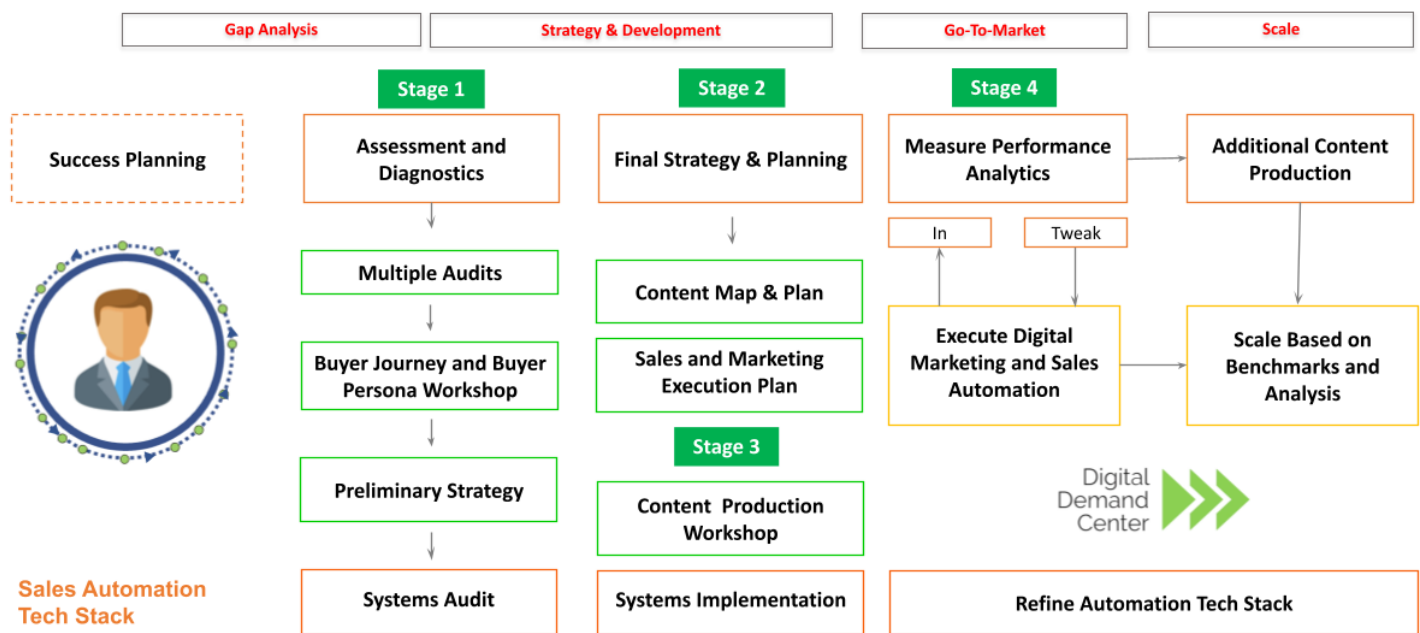 Gap Analysis
Strategy & Development
Go-To-Market
Scale
Stage 1
Stage 2
Stage 4
Success Planning
Assessment and
Diagnostics
Final Strategy & Planning
Measure Performance
Analytics
Additional Content
Production
In
Tweak
Multiple Audits
Content Map & Plan
Buyer Journey and Buyer
Persona Workshop
Sales and Marketing
Execution Plan
Execute Digital
Marketing and Sales
Automation
Scale Based on
Benchmarks and
Analysis
Stage 3
Preliminary Strategy
Content Production
Workshop
Digital
Demand
Center
Sales Automation
Tech Stack
Systems Audit
Systems Implementation
Refine Automation Tech Stack